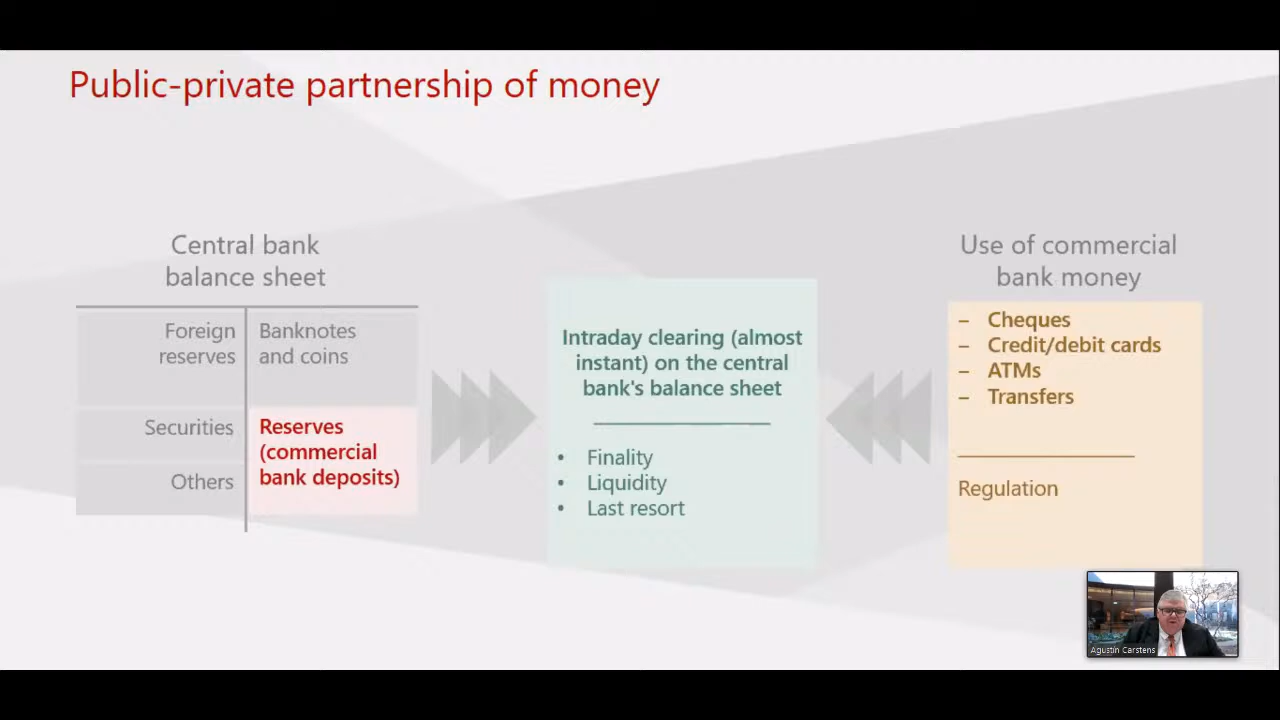 Public-private partnership of money
Central bank
balance sheet
Foreign
reserves
Banknotes
and coins
Securities
Reserves
(commercial
bank deposits)
Others
Intraday clearing (almost
instant) on the central
bank's balance sheet
• Finality
• Liquidity
• Last resort
Use of commercial
bank money
– Cheques
– Credit/debit cards
– ATMs
– Transfers
Regulation
Agustín Carstens